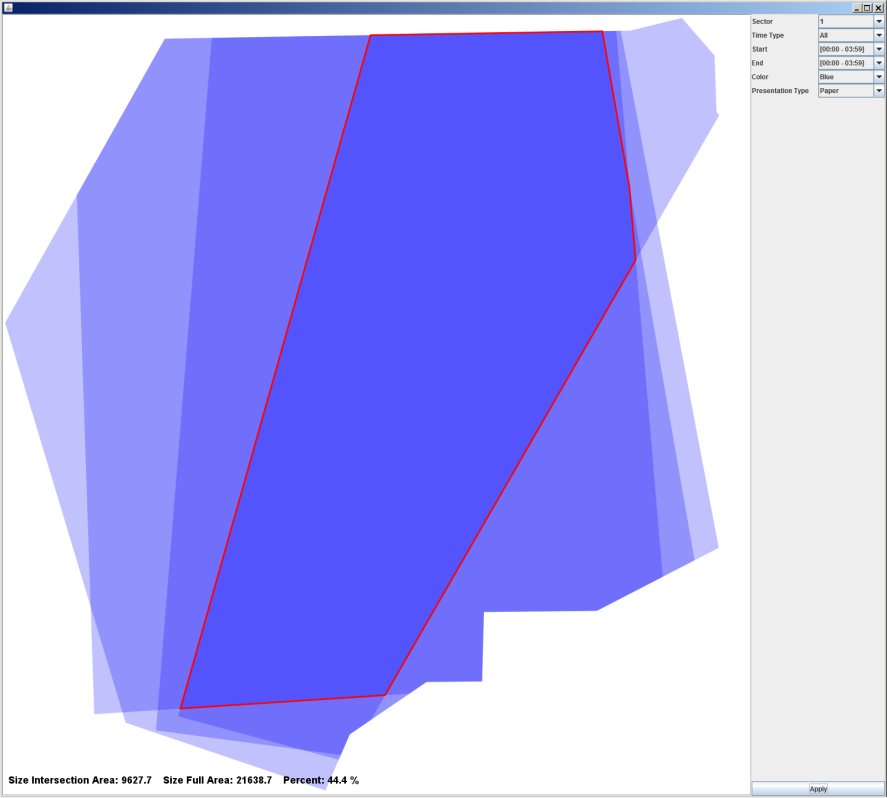 Sector 1
Time Type All
Start [00:00 - 03:59]
End [00:00 - 03:59]
Color Blue
Presentation Type Paper
Size Intersection Area: 9627.7 Size Full Area: 21638.7 Percent: 44.4 %
Apply